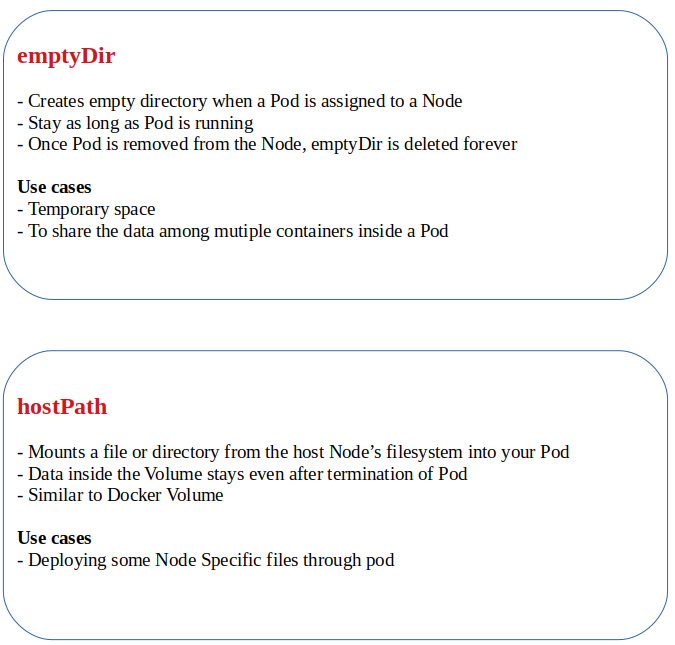 emptyDir
- Creates empty directory when a Pod is assigned to a Node
- Stay as long as Pod is running
- Once Pod is removed from the Node, emptyDir is deleted forever
Use cases
- Temporary space
- To share the data among mutiple containers inside a Pod
hostPath
- Mounts a file or directory from the host Node’s filesystem into your Pod
- Data inside the Volume stays even after termination of Pod
- Similar to Docker Volume
Use cases
- Deploying some Node Specific files through pod